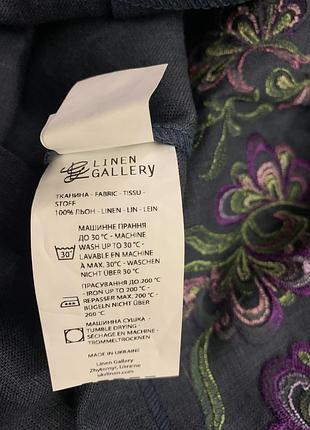 LINEN
GALLERY
ТКАНИНА - FABRIC - TISSU -
STOFF
100% ЛЬОН - LINEN - LIN - LEIN
МАШИННЕ ПРАННЯ
ДО 30 °C - MACHINE
WASH UP TO 30 °C -
LAVABLE EN MACHINE
À MAX. 30°C - WASCHEN
NICHT ÜBER 30°C
30°
ПРАСУВАННЯ ДО 200 °C
- IRON UP TO 200 °C -
REPASSER MAX. 200°C -
BÜGELN NICHT ÜBER
200 °C
МАШИННА СУШКА -
TUMBLE DRYING -
SÉCHAGE EN MACHINE -
TROMMELTROCKNEN
MADE IN UKRAINE
Linen Gallery
Zhytomyr, Ukraine
ukrlinen.com